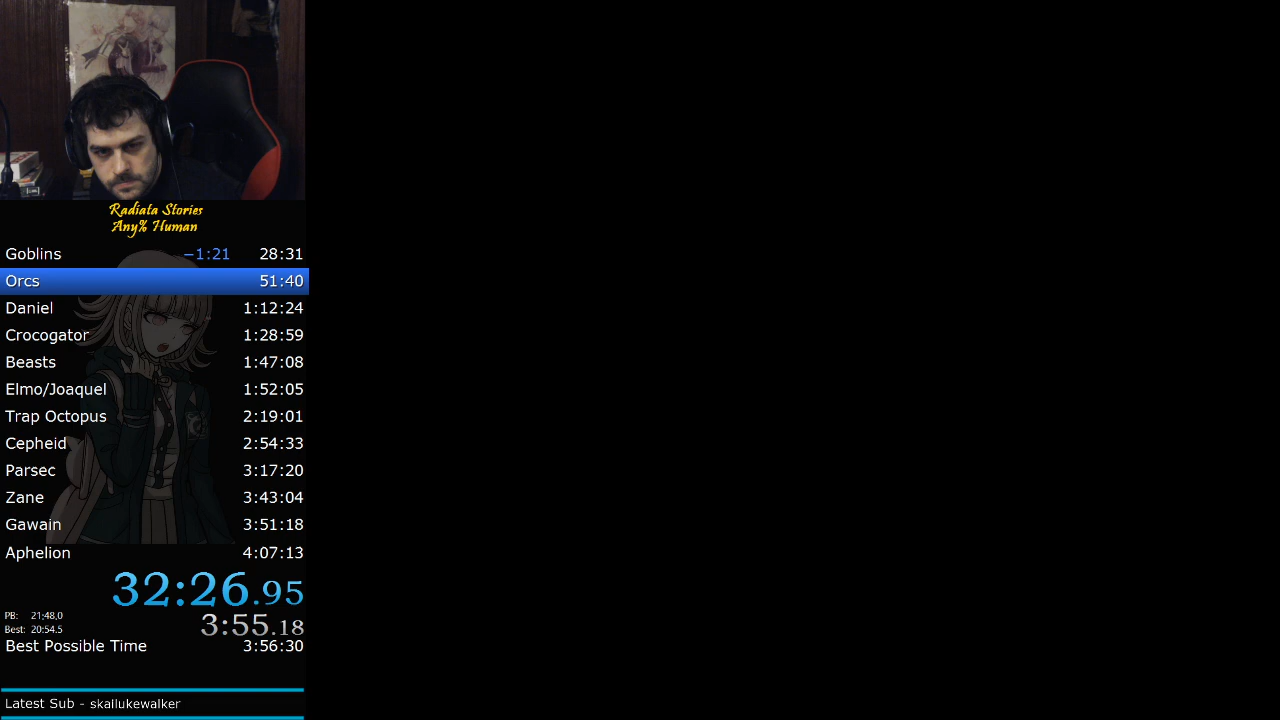 Radiata Stories
Any% Human
Goblins −1:21 28:31
Orcs 51:40
Daniel 1:12:24
Crocogator 1:28:59
Beasts 1:47:08
Elmo/Joaquel 1:52:05
Trap Octopus 2:19:01
Cepheid 2:54:33
Parsec 3:17:20
Zane 3:43:04
Gawain 3:51:18
Aphelion 4:07:13
32:26.95
PB: 21:48,0
Best: 20:54.5
3:55.18
Best Possible Time 3:56:30
Latest Sub - skallukewalker